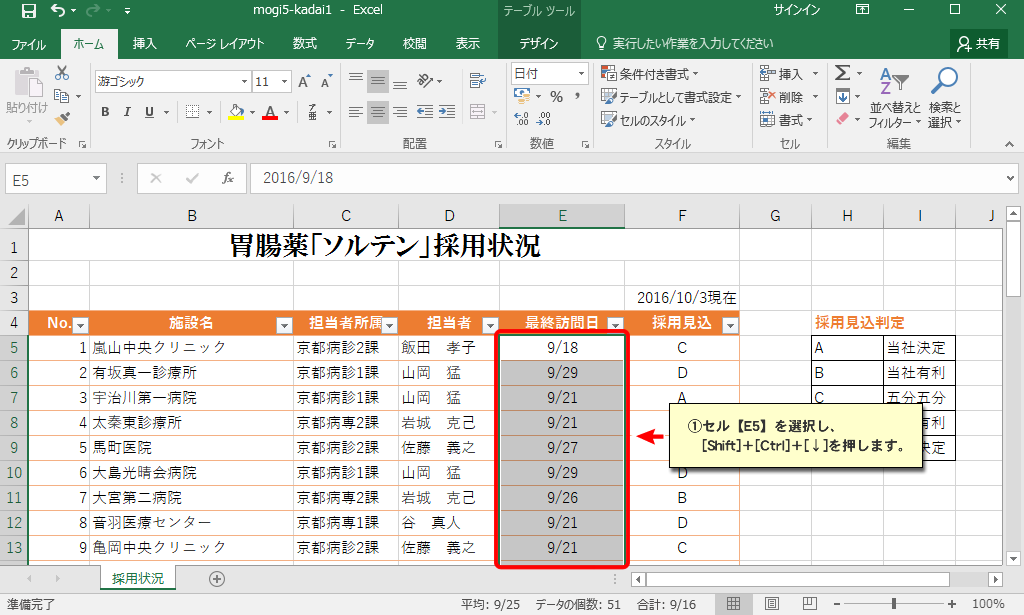 mogi5-kadai1 - Excel
テーブル ツール
サインイン
ファイル ホーム 挿入 ページ レイアウト 数式 データ 校閲 表示 デザイン 実行したい作業を入力してください 共有
貼り付け
游ゴシック 11
B I U
日付
% ,
条件付き書式
テーブルとして書式設定
セルのスタイル
挿入
削除
書式
並べ替えと
フィルター
検索と
選択
クリップボード フォント 配置 数値 スタイル セル 編集
E5 fx 2016/9/18
A B C D E F G H I J
1 胃腸薬「ソルテン」採用状況
2
3 2016/10/3現在
4 No. 施設名 担当者所属 担当者 最終訪問日 採用見込 採用見込判定
5 1 嵐山中央クリニック 京都病診2課 飯田 孝子 9/18 C A 当社決定
6 2 有坂真一診療所 京都病診1課 山岡 猛 9/29 D B 当社有利
7 3 宇治川第一病院 京都病診1課 山岡 猛 9/21 A C 五分五分
8 4 太秦東診療所 京都病専2課 岩城 克己 9/21 有利
9 5 馬町医院 京都病診2課 佐藤 義之 9/27 決定
10 6 大島光晴会病院 京都病診1課 山岡 猛 9/29 D
11 7 大宮第二病院 京都病専2課 岩城 克己 9/26 B
12 8 音羽医療センター 京都病専1課 谷 真人 9/21 D
13 9 亀岡中央クリニック 京都病診2課 佐藤 義之 9/21 C
①セル【E5】を選択し、
[Shift]+[Ctrl]+[↓]を押します。
採用状況
準備完了 平均: 9/25 データの個数: 51 合計: 9/16 100%